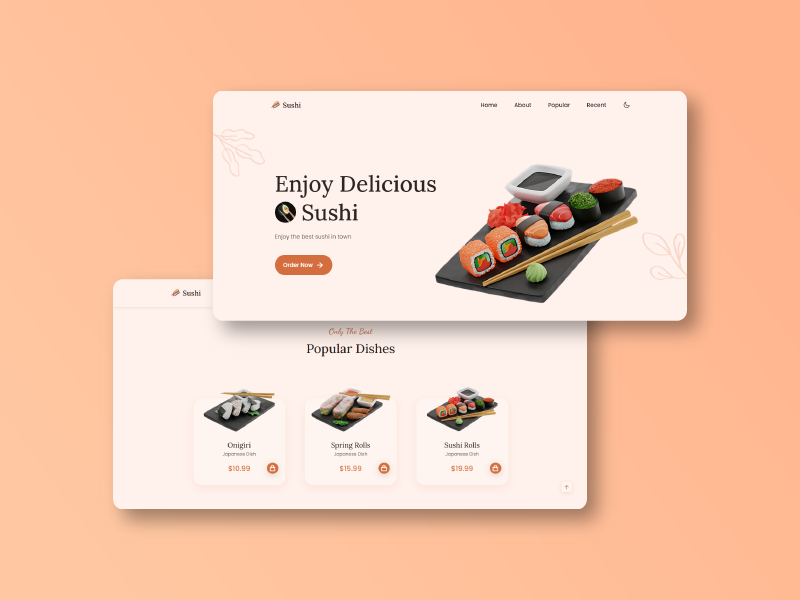 Sushi
Home About Popular Recent
Enjoy Delicious
Sushi
Enjoy the best sushi in town
Order Now
Sushi
Only The Best
Popular Dishes
Onigiri
Japanese Dish
$10.99
Spring Rolls
Japanese Dish
$15.99
Sushi Rolls
Japanese Dish
$19.99